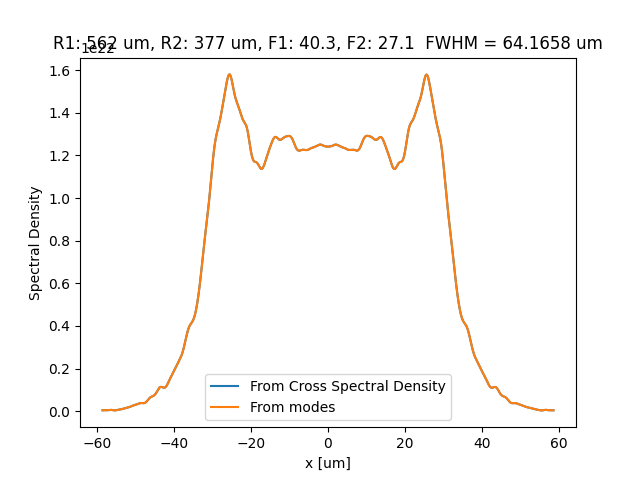 R1: 562 um, R2: 377 um, F1: 40.3, F2: 27.1  FWHM = 64.1658 um
1e22
1.6
1.4
1.2
1.0
0.8
0.6
0.4
0.2
0.0
Spectral Density
From Cross Spectral Density
From modes
−60 −40 −20 0 20 40 60
x [um]